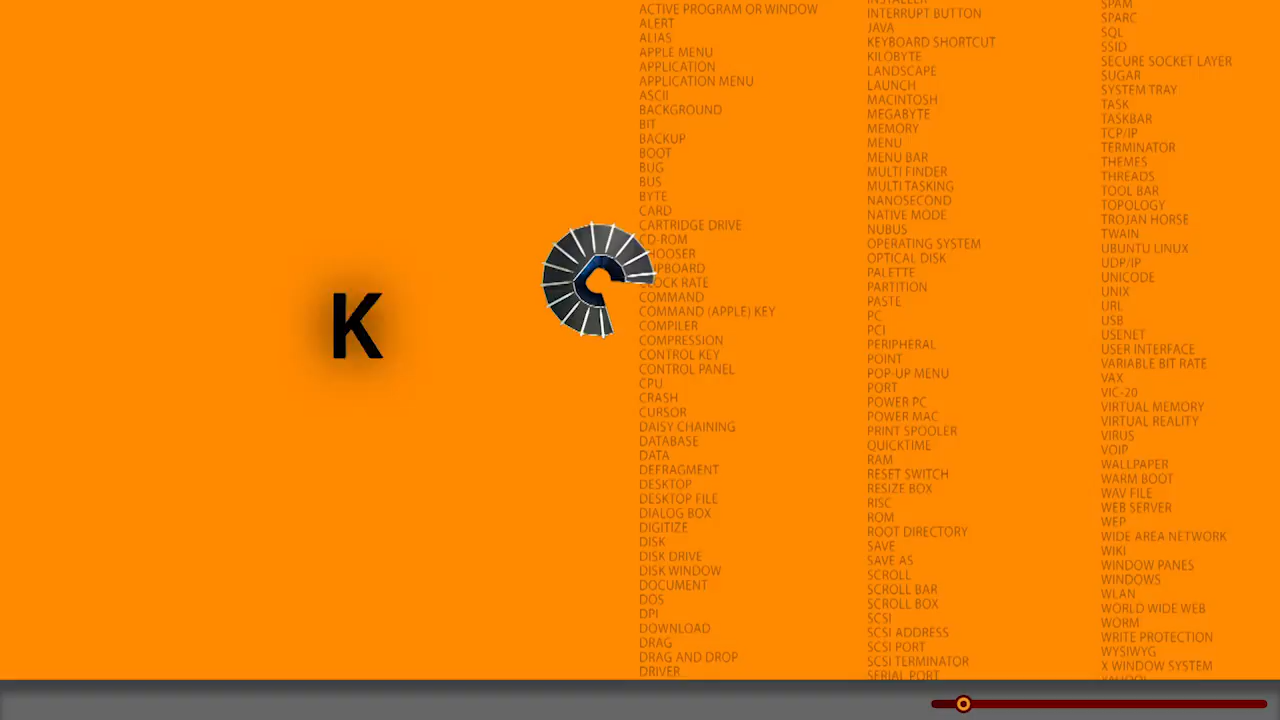 K
ACTIVE PROGRAM OR WINDOW
ALERT
ALIAS
APPLE MENU
APPLICATION
APPLICATION MENU
ASCII
BACKGROUND
BIT
BACKUP
BOOT
BUG
BUS
BYTE
CARD
CARTRIDGE DRIVE
CD-ROM
HOOSER
PBOARD
OCK RATE
COMMAND
COMMAND (APPLE) KEY
COMPILER
COMPRESSION
CONTROL KEY
CONTROL PANEL
CPU
CRASH
CURSOR
DAISY CHAINING
DATABASE
DATA
DEFRAGMENT
DESKTOP
DESKTOP FILE
DIALOG BOX
DIGITIZE
DISK
DISK DRIVE
DISK WINDOW
DOCUMENT
DOS
DPI
DOWNLOAD
DRAG
DRAG AND DROP
DRIVER
INTERRUPT BUTTON
JAVA
KEYBOARD SHORTCUT
KILOBYTE
LANDSCAPE
LAUNCH
MACINTOSH
MEGABYTE
MEMORY
MENU
MENU BAR
MULTI FINDER
MULTI TASKING
NANOSECOND
NATIVE MODE
NUBUS
OPERATING SYSTEM
OPTICAL DISK
PALETTE
PARTITION
PASTE
PC
PCI
PERIPHERAL
POINT
POP-UP MENU
PORT
POWER PC
POWER MAC
PRINT SPOOLER
QUICKTIME
RAM
RESET SWITCH
RESIZE BOX
RISC
ROM
ROOT DIRECTORY
SAVE
SAVE AS
SCROLL
SCROLL BAR
SCROLL BOX
SCSI
SCSI ADDRESS
SCSI PORT
SCSI TERMINATOR
SERIAL PORT
SPAM
SPARC
SQL
SSID
SECURE SOCKET LAYER
SUGAR
SYSTEM TRAY
TASK
TASKBAR
TCP/IP
TERMINATOR
THEMES
THREADS
TOOL BAR
TOPOLOGY
TROJAN HORSE
TWAIN
UBUNTU LINUX
UDP/IP
UNICODE
UNIX
URL
USB
USENET
USER INTERFACE
VARIABLE BIT RATE
VAX
VIC-20
VIRTUAL MEMORY
VIRTUAL REALITY
VIRUS
VOIP
WALLPAPER
WARM BOOT
WAV FILE
WEB SERVER
WEP
WIDE AREA NETWORK
WIKI
WINDOW PANES
WINDOWS
WLAN
WORLD WIDE WEB
WORM
WRITE PROTECTION
WYSIWYG
X WINDOW SYSTEM